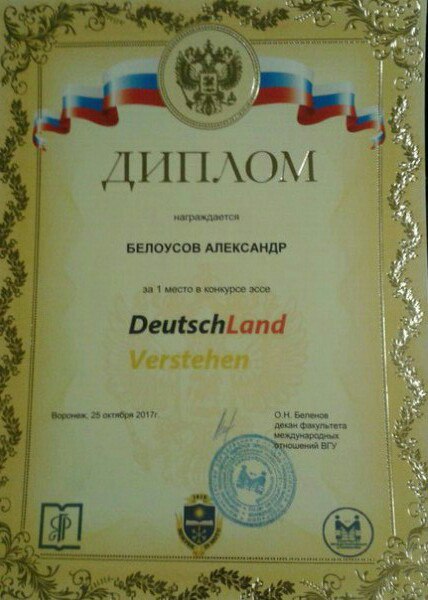 ДИПЛОМ
награждается
БЕЛОУСОВ АЛЕКСАНДР
за 1 место в конкурсе эссе
DeutschLand
Verstehen
Воронеж, 25 октября 2017г.
О.Н. Беленов
декан факультета
международных
отношений ВГУ
1918